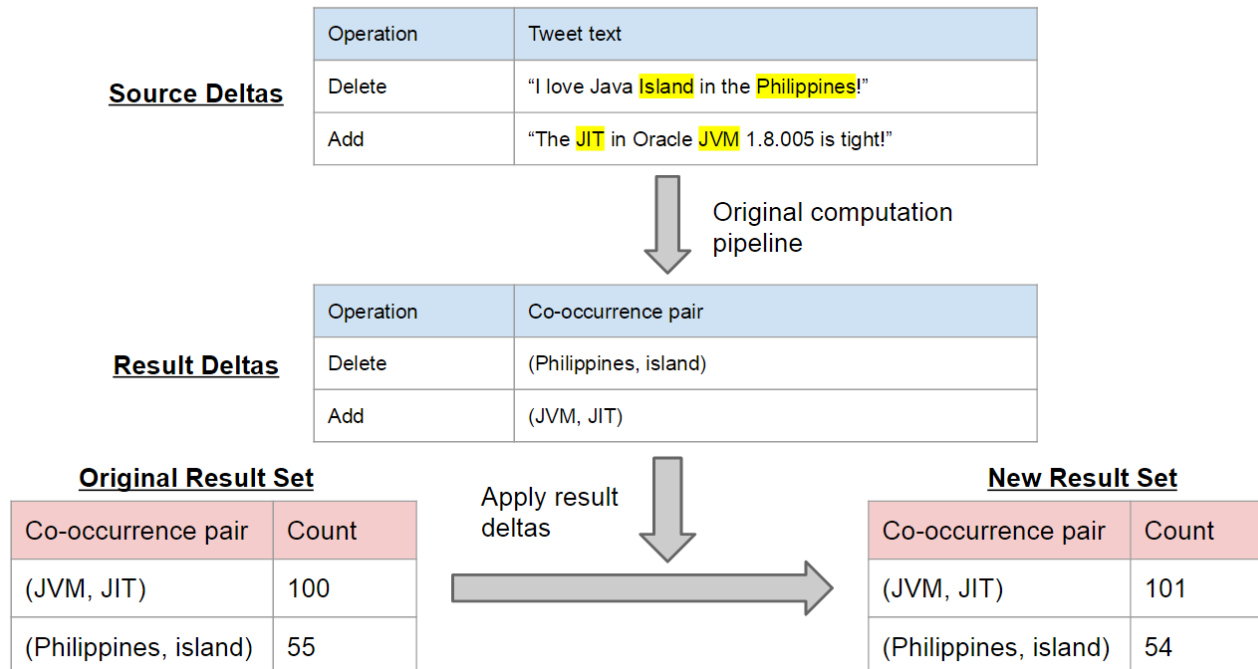 Source Deltas
Operation Tweet text
Delete “I love Java Island in the Philippines!”
Add “The JIT in Oracle JVM 1.8.005 is tight!”
Original computation
pipeline
Result Deltas
Operation Co-occurrence pair
Delete (Philippines, island)
Add (JVM, JIT)
Apply result
deltas
Original Result Set
Co-occurrence pair Count
(JVM, JIT) 100
(Philippines, island) 55
New Result Set
Co-occurrence pair Count
(JVM, JIT) 101
(Philippines, island) 54